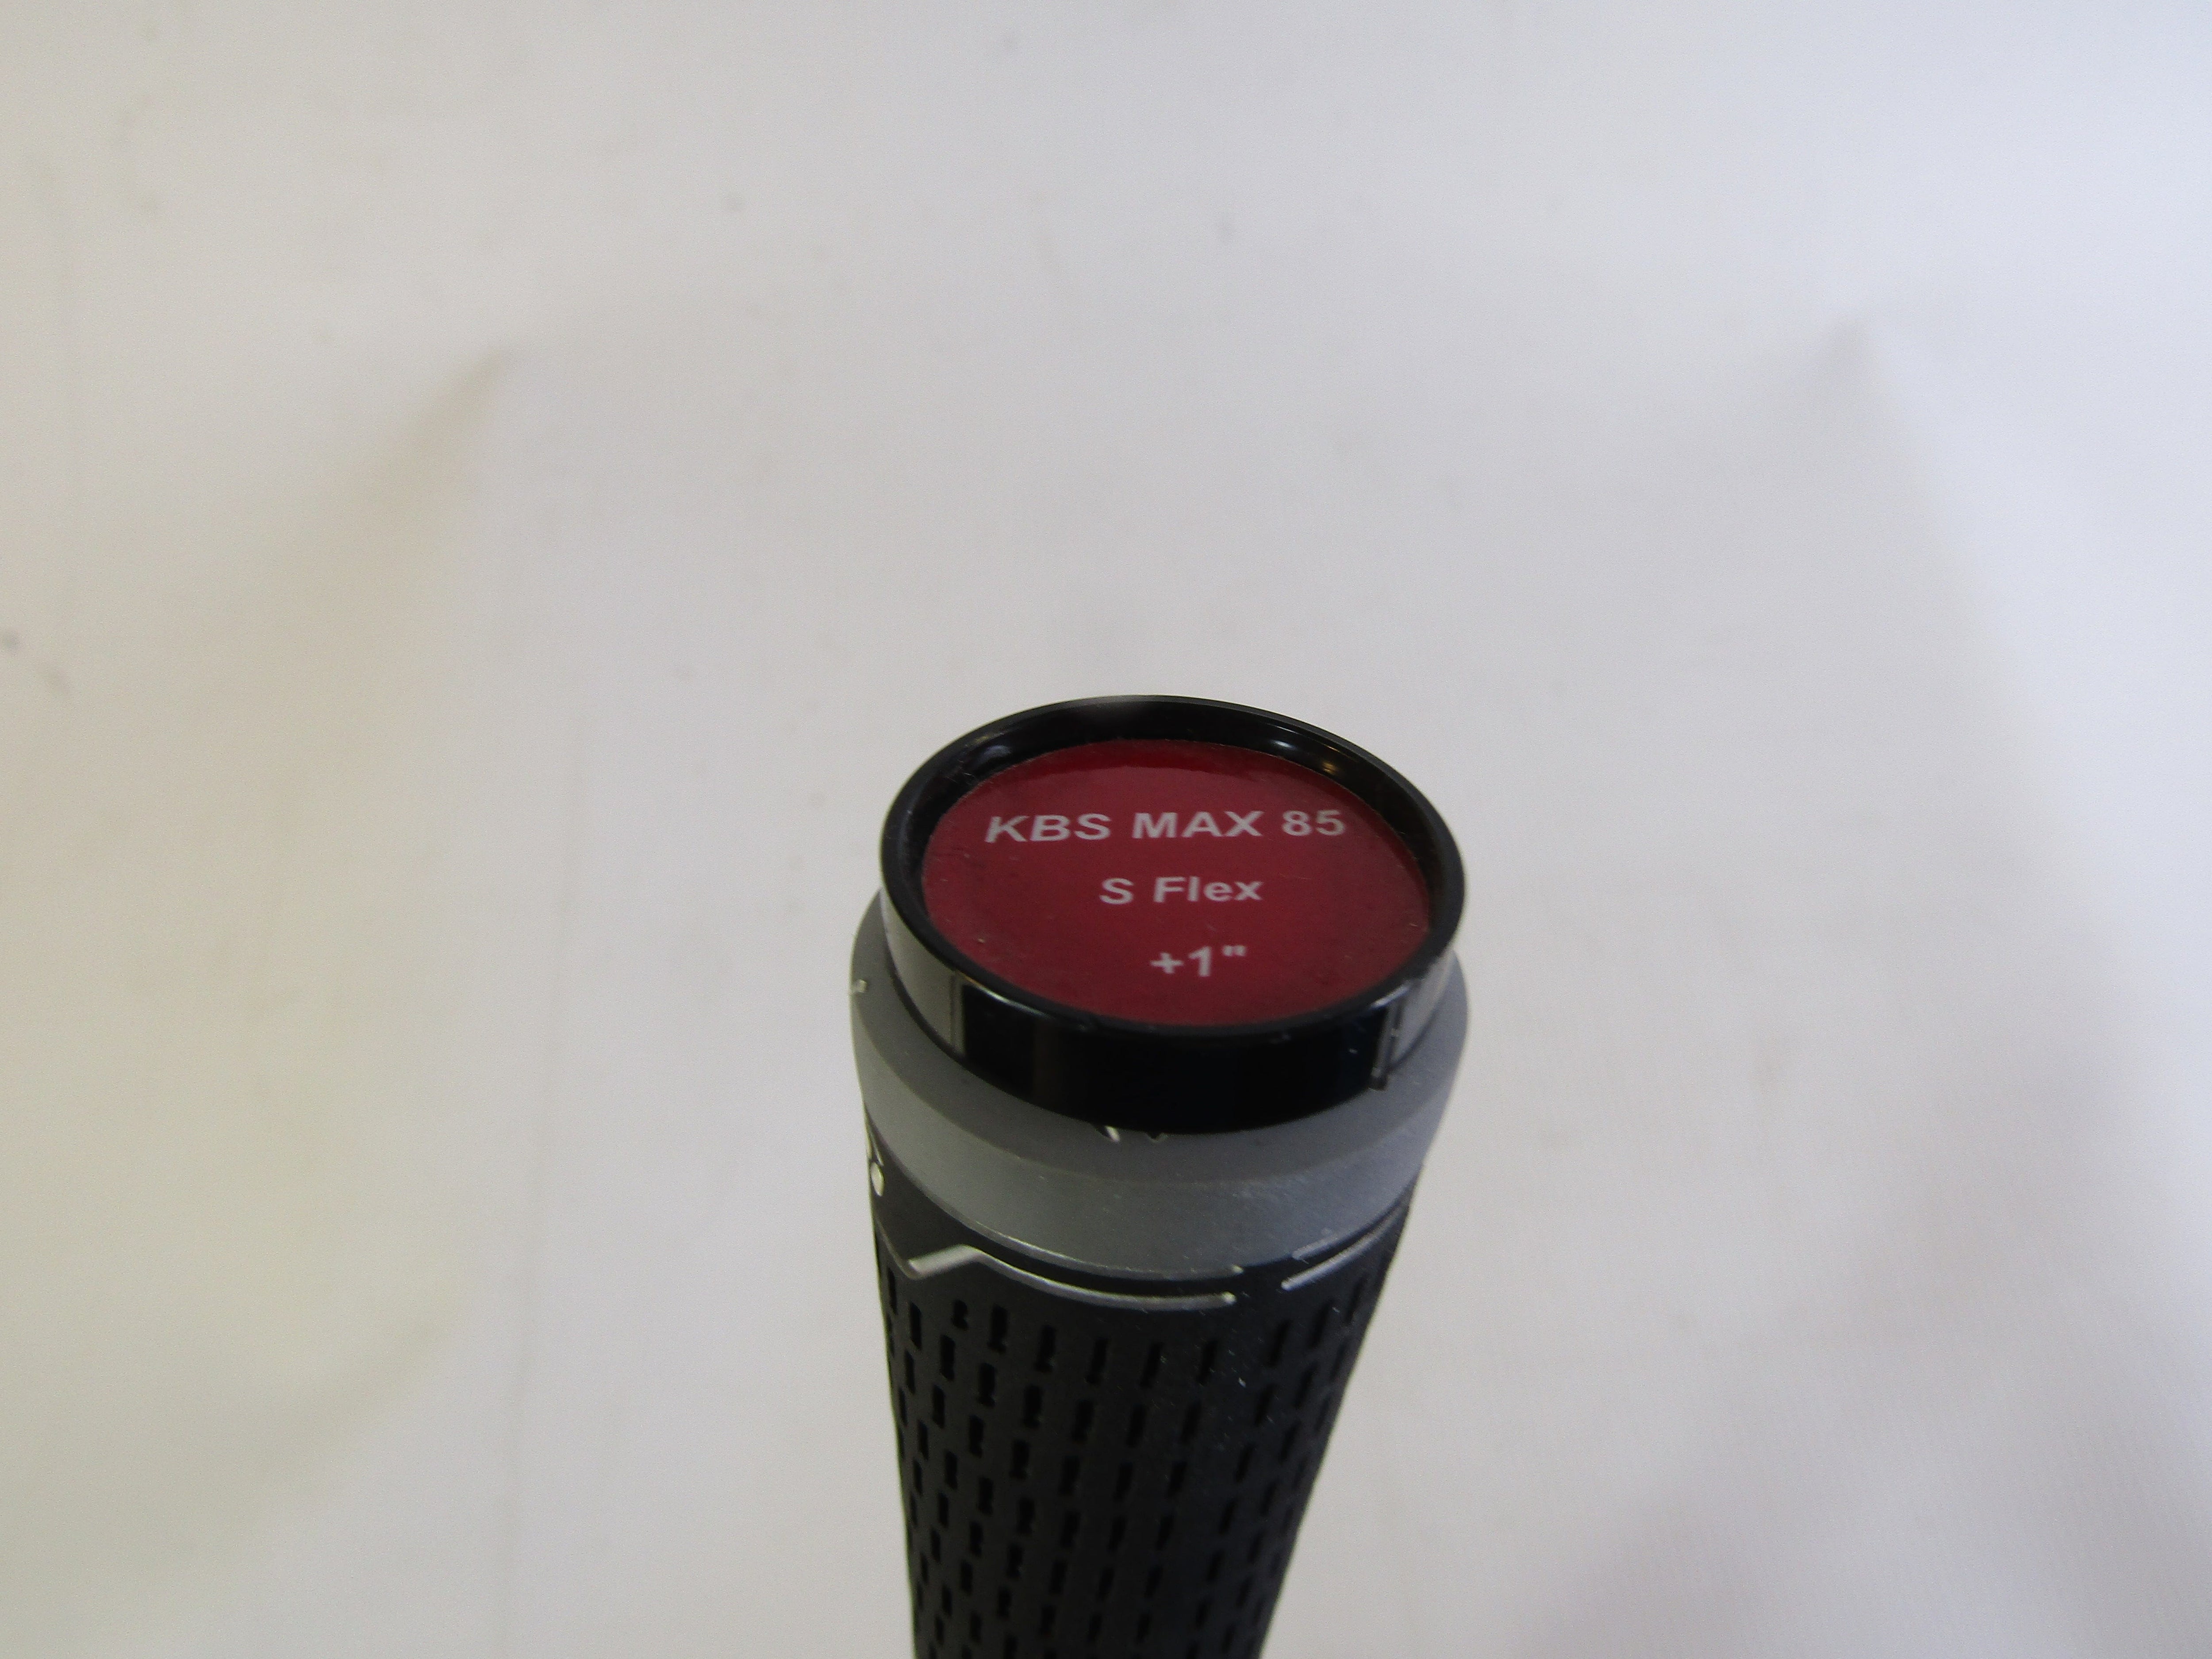 KBS MAX 85
S Flex
+1"